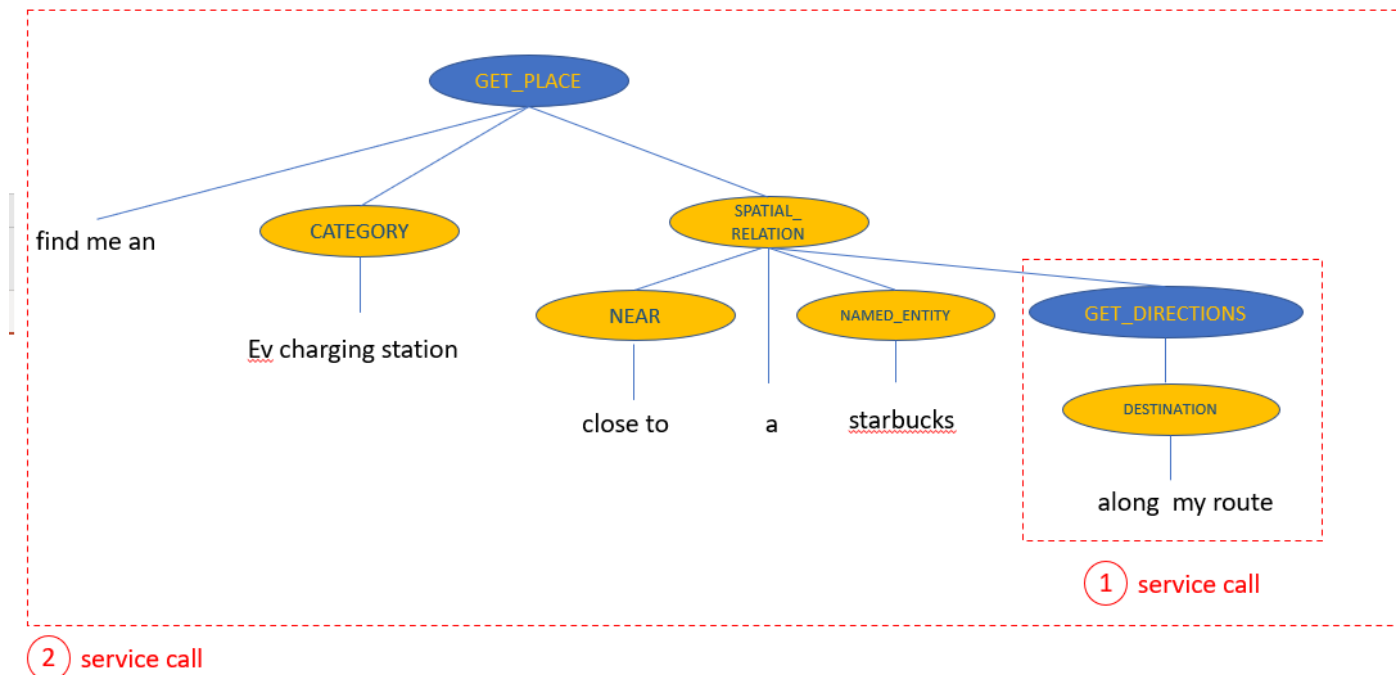 GET_PLACE
SPATIAL_
RELATION
CATEGORY
find me an
NEAR
NAMED_ENTITY
GET_DIRECTIONS
Ev charging station
DESTINATION
close to
a
starbucks
along my route
1 service call
2 service call